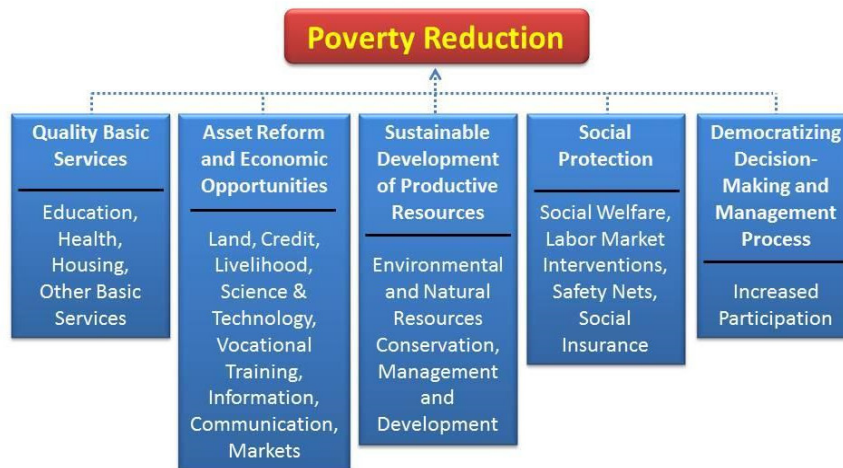 Poverty Reduction
Quality Basic
Services
Education,
Health,
Housing,
Other Basic
Services
Asset Reform
and Economic
Opportunities
Land, Credit,
Livelihood,
Science &
Technology,
Vocational
Training,
Information,
Communication,
Markets
Sustainable
Development
of Productive
Resources
Environmental
and Natural
Resources
Conservation,
Management
and
Development
Social
Protection
Social Welfare,
Labor Market
Interventions,
Safety Nets,
Social
Insurance
Democratizing
Decision-
Making and
Management
Process
Increased
Participation